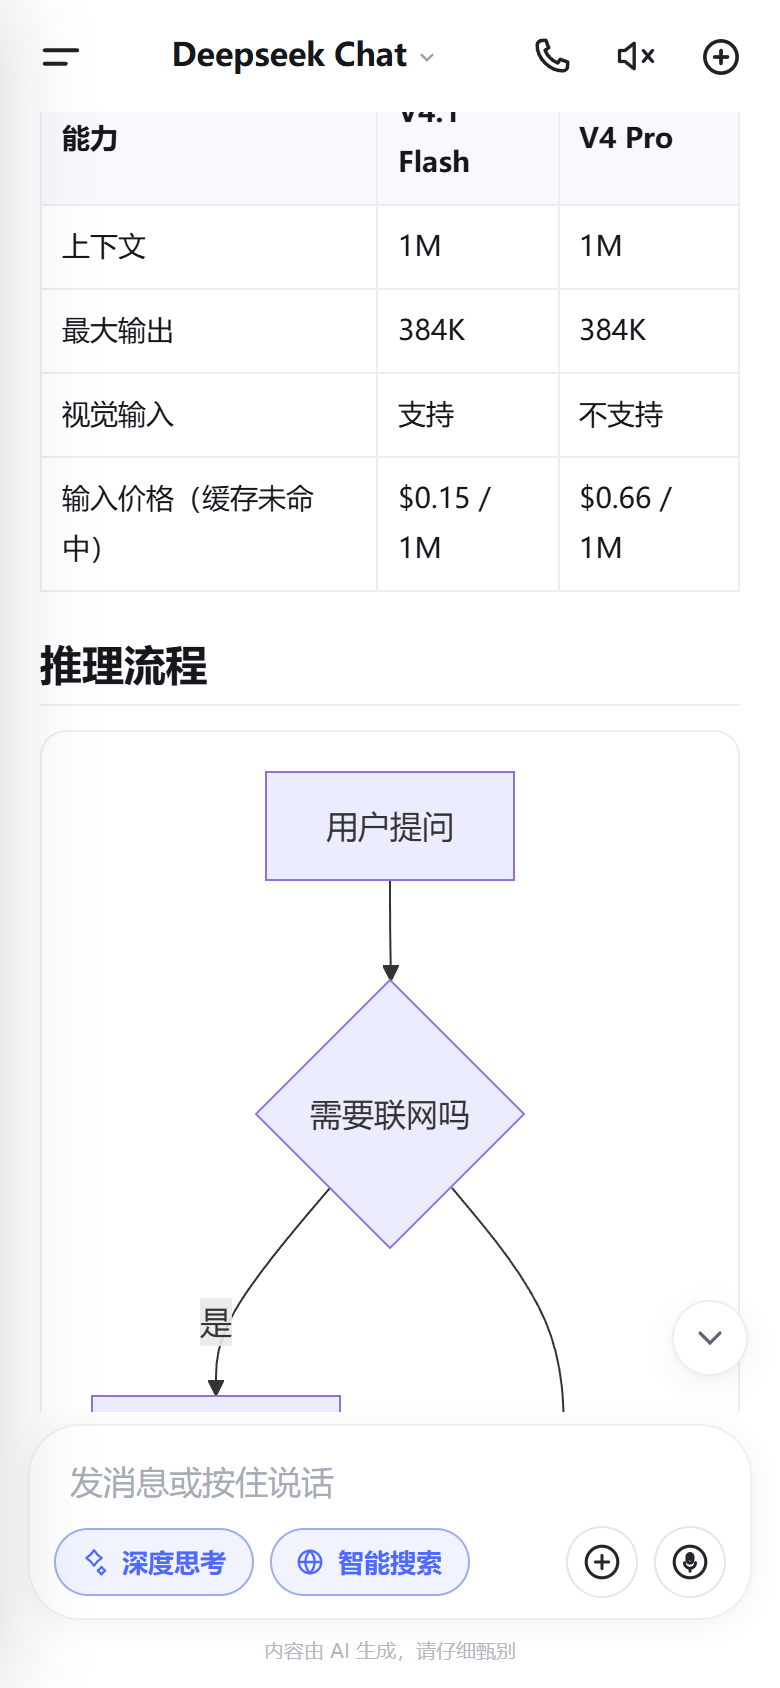 Deepseek Chat
能力
V4.1
Flash
V4 Pro
上下文
1M
1M
最大输出
384K
384K
视觉输入
支持
不支持
输入价格（缓存未命
中）
$0.15 /
1M
$0.66 /
1M
推理流程
用户提问
需要联网吗
是
发消息或按住说话
深度思考
智能搜索
内容由 AI 生成，请仔细甄别